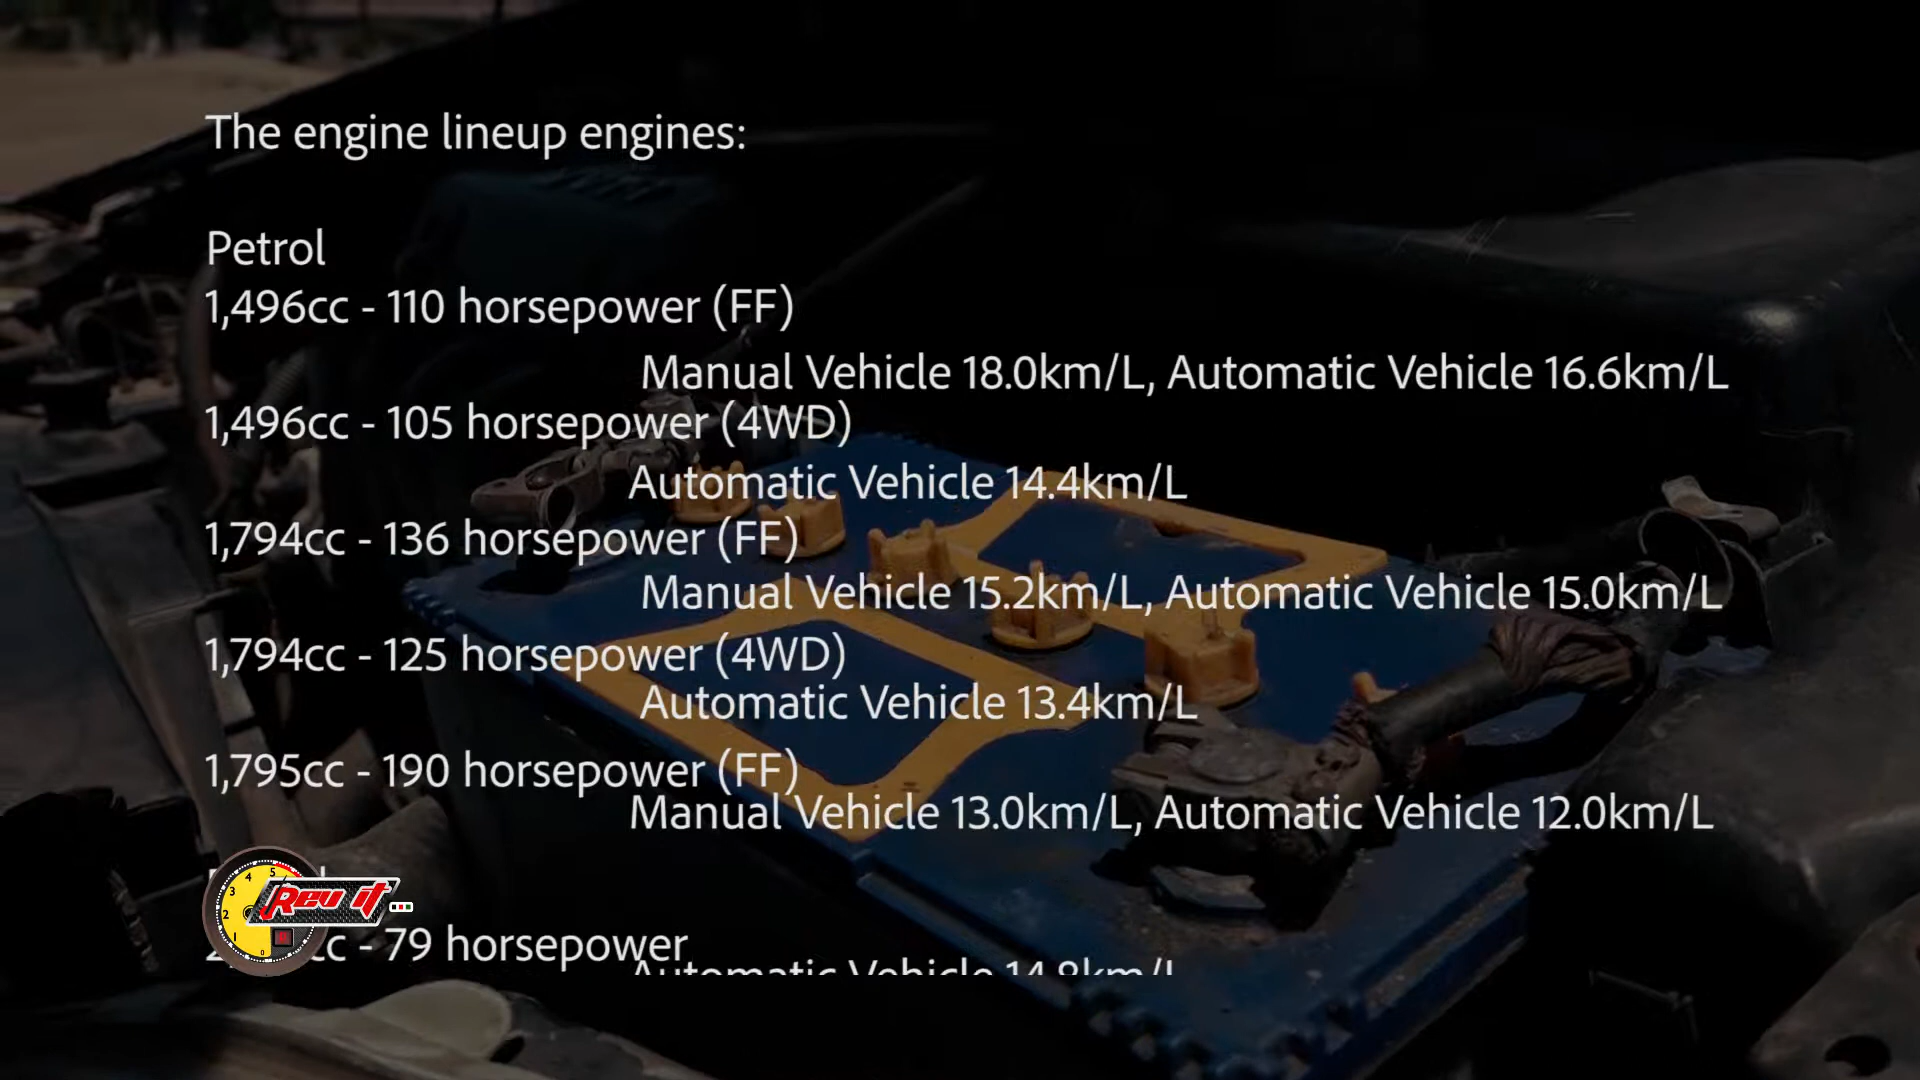 The engine lineup engines:
Petrol
1,496cc - 110 horsepower (FF)
Manual Vehicle 18.0km/L, Automatic Vehicle 16.6km/L
1,496cc - 105 horsepower (4WD)
Automatic Vehicle 14.4km/L
1,794cc - 136 horsepower (FF)
Manual Vehicle 15.2km/L, Automatic Vehicle 15.0km/L
1,794cc - 125 horsepower (4WD)
Automatic Vehicle 13.4km/L
1,795cc - 190 horsepower (FF)
Manual Vehicle 13.0km/L, Automatic Vehicle 12.0km/L
Rev it
- 79 horsepower
Automatic Vehicle